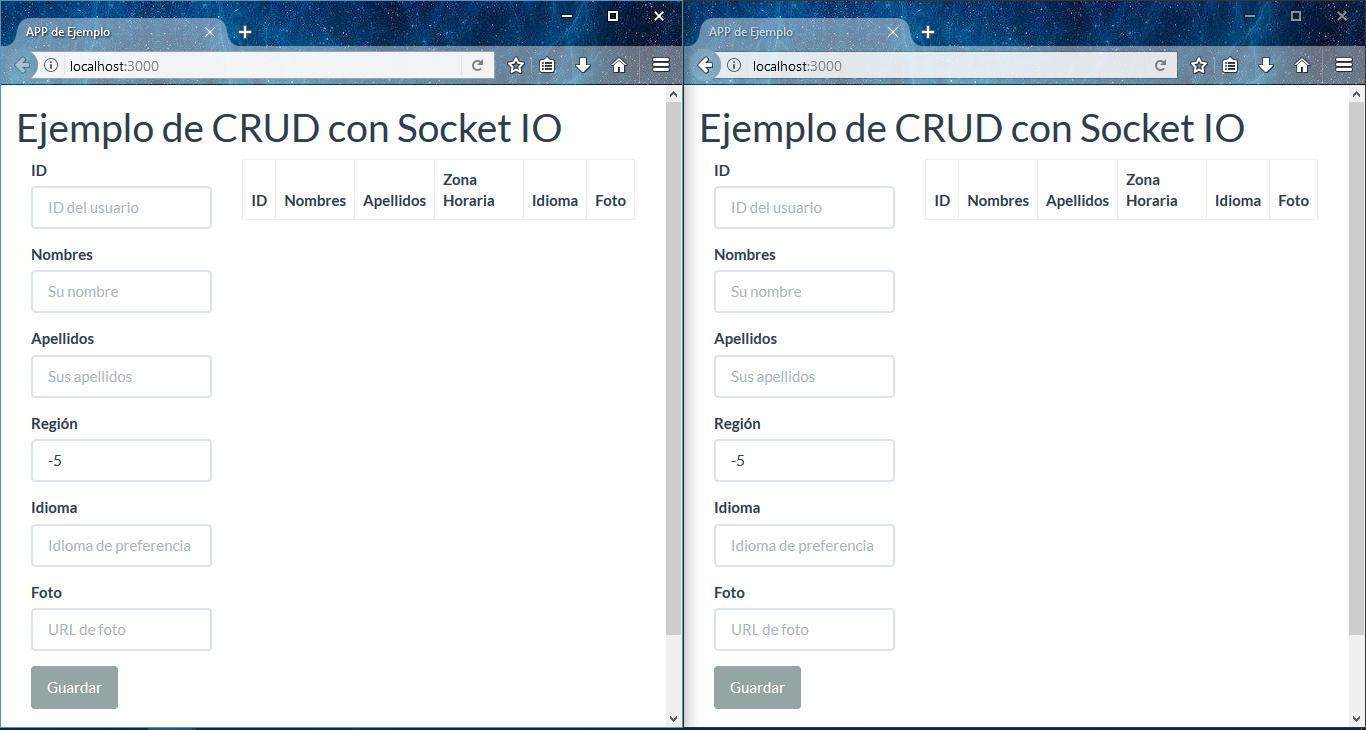 APP de Ejemplo
localhost:3000
Ejemplo de CRUD con Socket IO
ID
ID del usuario
Nombres
Su nombre
Apellidos
Sus apellidos
Región
-5
Idioma
Idioma de preferencia
Foto
URL de foto
Guardar
ID Nombres Apellidos Zona Horaria Idioma Foto
APP de Ejemplo
localhost:3000
Ejemplo de CRUD con Socket IO
ID
ID del usuario
Nombres
Su nombre
Apellidos
Sus apellidos
Región
-5
Idioma
Idioma de preferencia
Foto
URL de foto
Guardar
ID Nombres Apellidos Zona Horaria Idioma Foto